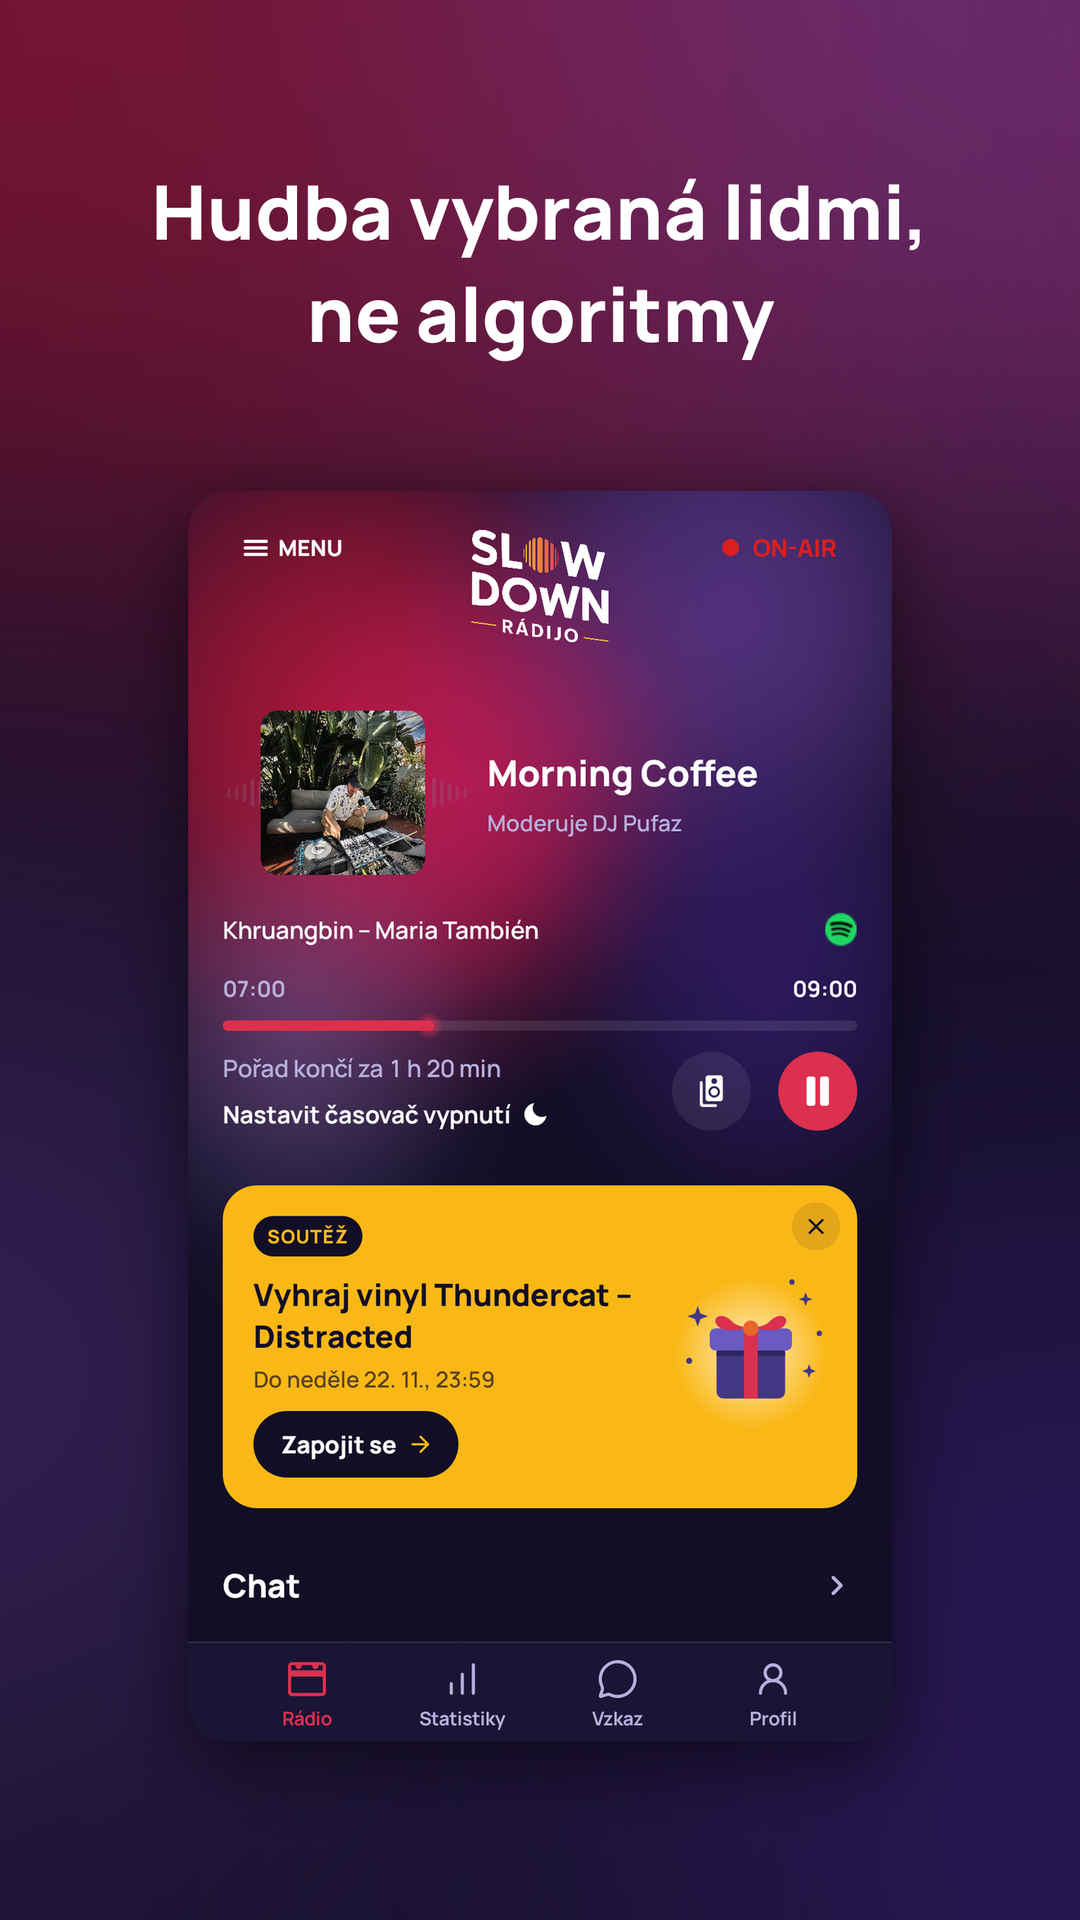 Hudba vybraná lidmi,
ne algoritmy
MENU
SLOW
DOWN
RÁDIJO
ON-AIR
Morning Coffee
Moderuje DJ Pufaz
Khruangbin – Maria También
07:00
09:00
Pořad končí za 1 h 20 min
Nastavit časovač vypnutí
SOUTĚŽ
Vyhraj vinyl Thundercat –
Distracted
Do neděle 22. 11., 23:59
Zapojit se
Chat
Rádio
Statistiky
Vzkaz
Profil